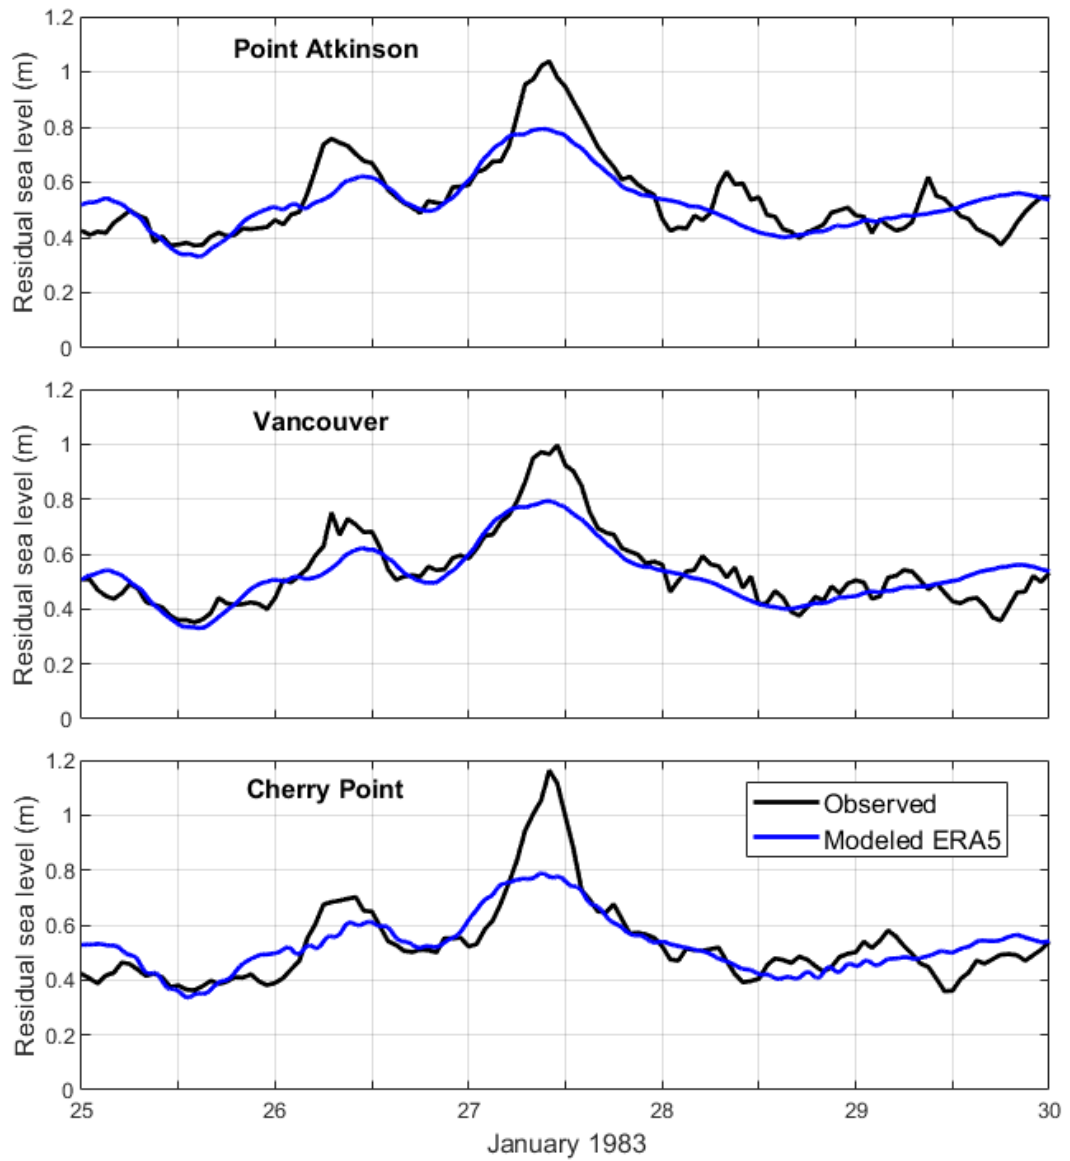 Point Atkinson
Residual sea level (m)
1.2
1
0.8
0.6
0.4
0.2
0
Vancouver
Residual sea level (m)
1.2
1
0.8
0.6
0.4
0.2
0
Cherry Point
Residual sea level (m)
1.2
1
0.8
0.6
0.4
0.2
0
Observed
Modeled ERA5
25 26 27 28 29 30
January 1983